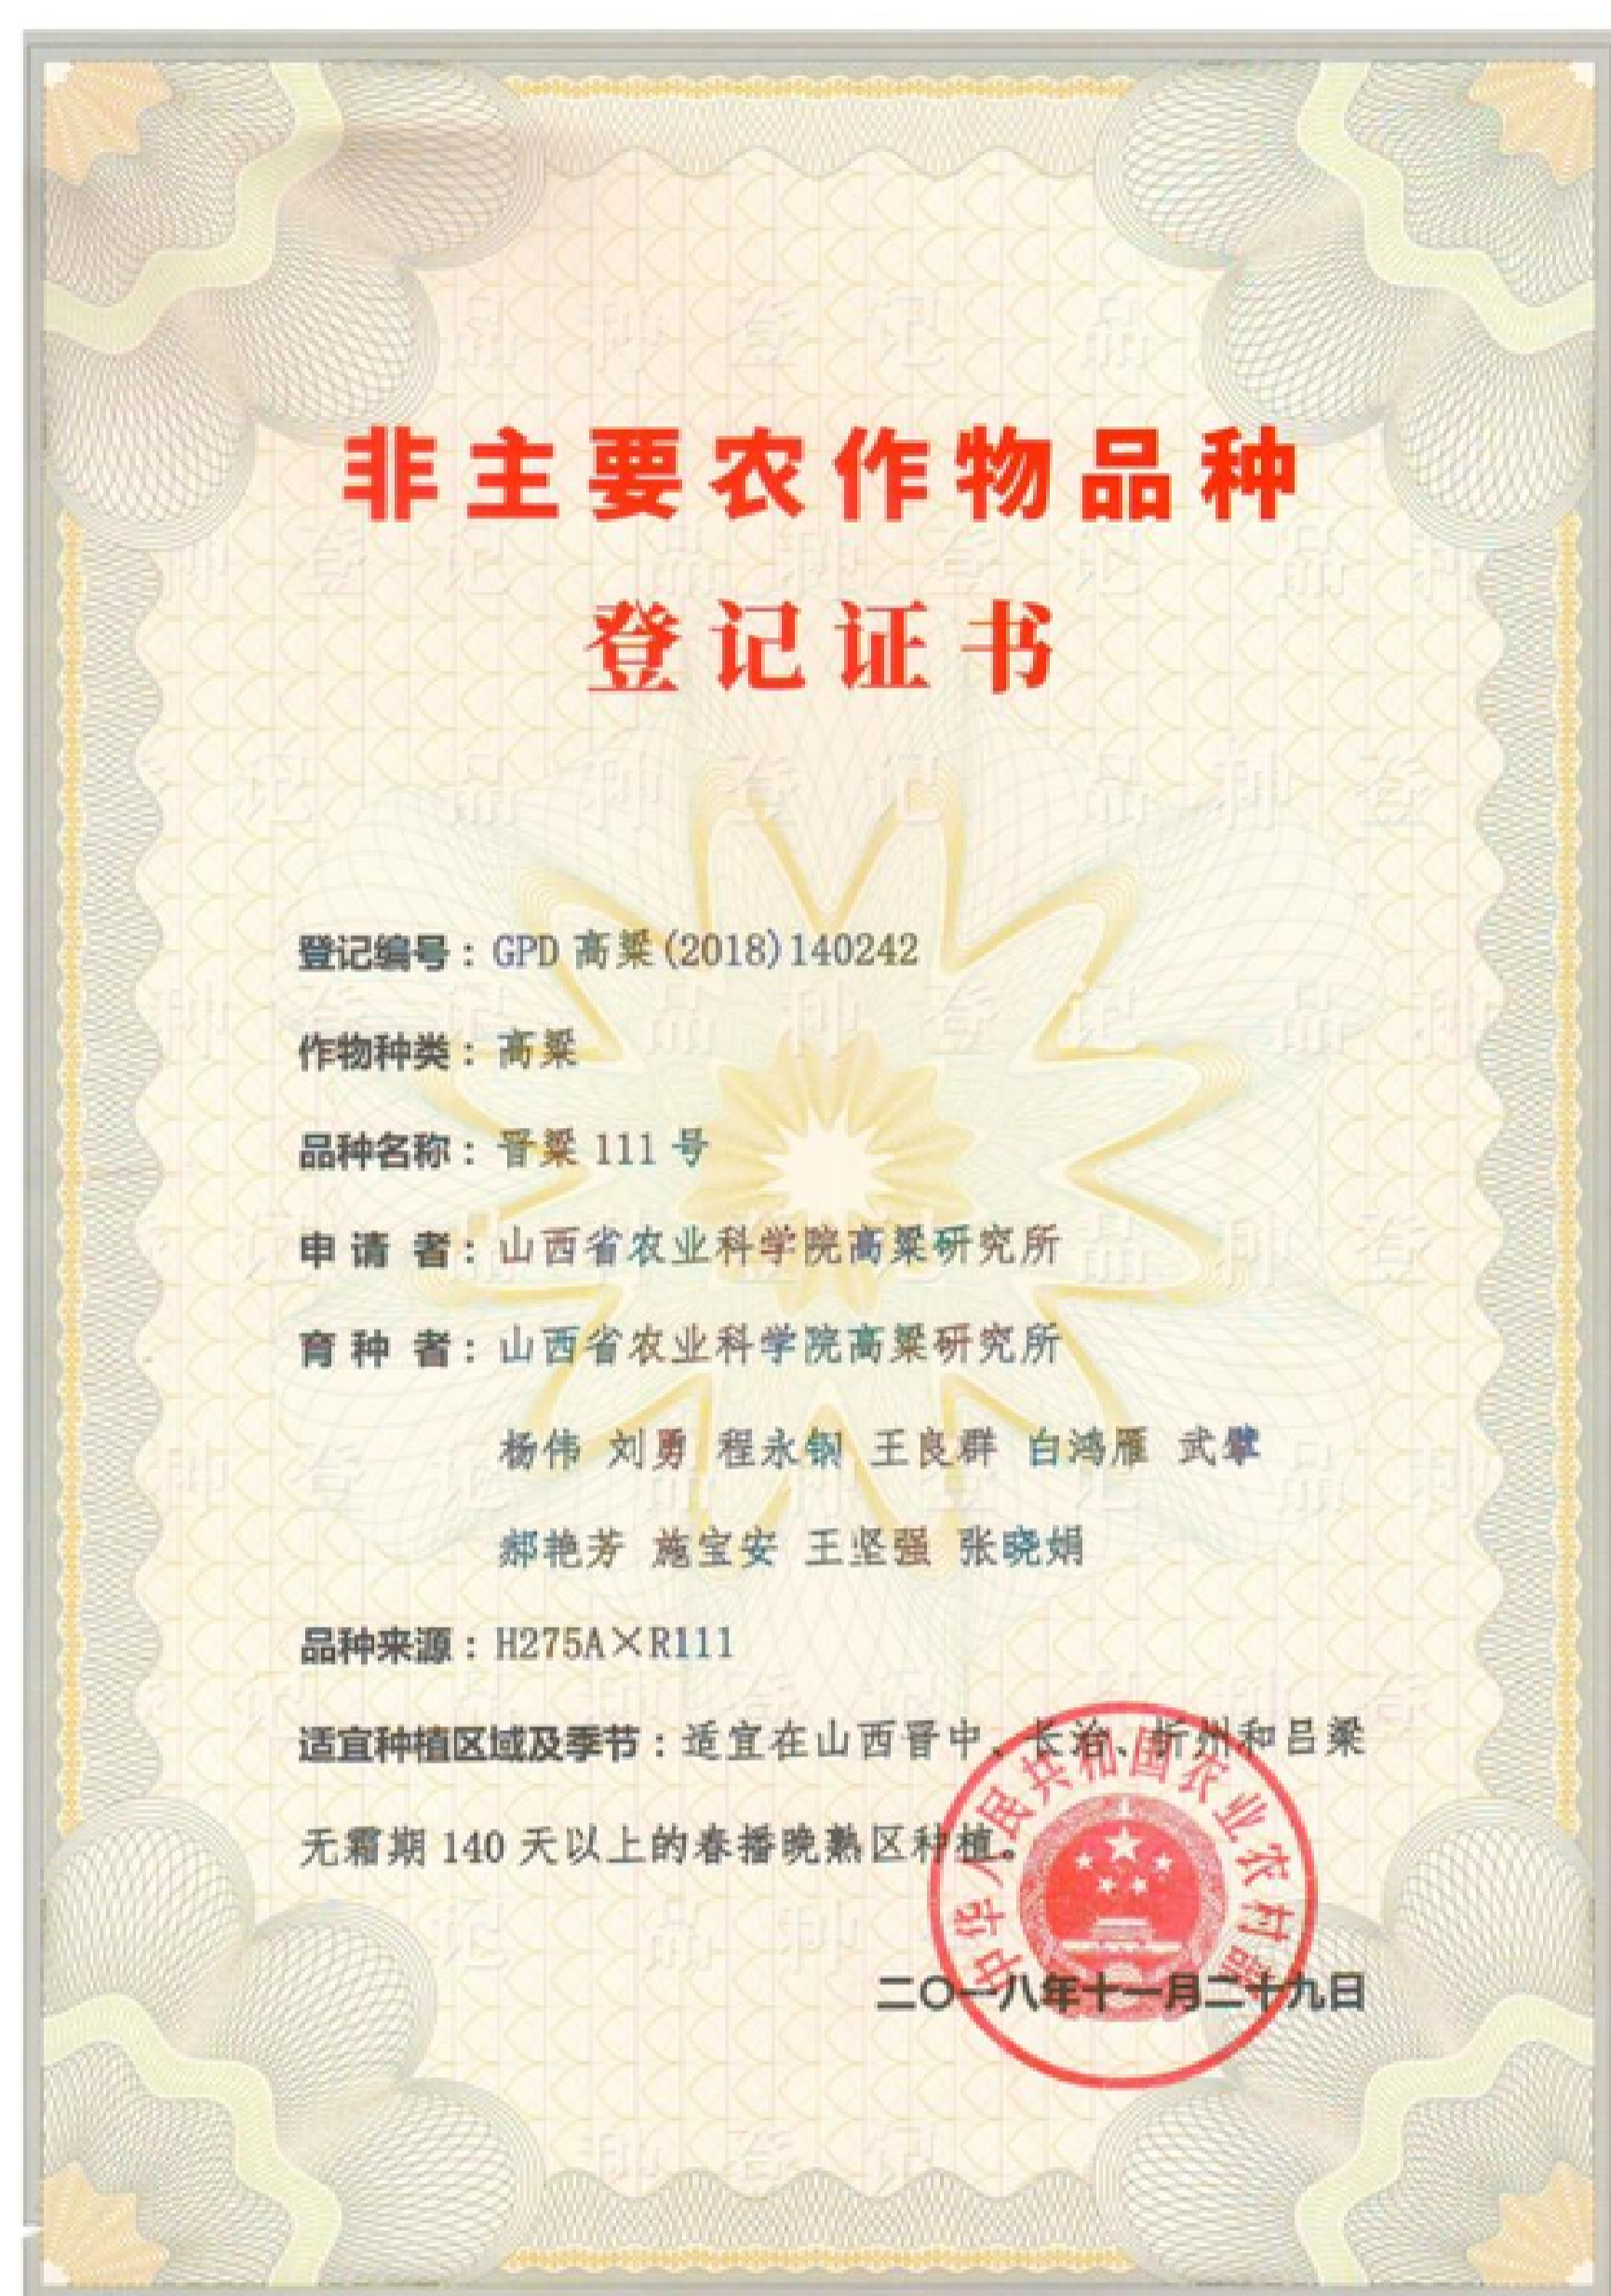 非主要农作物品种
登记证书
登记编号：GPD 高粱(2018)140242
作物种类：高粱
品种名称：晋粱 111 号
申请者：山西省农业科学院高粱研究所
育种者：山西省农业科学院高粱研究所
杨伟 刘勇 程永钢 王良群 白鸿雁 武擘
郝艳芳 施宝安 王坚强 张晓娟
品种来源：H275A×R111
适宜种植区域及季节：适宜在山西晋中、长治、忻州和吕梁
无霜期 140 天以上的春播晚熟区种植。
中华人民共和国农业农村部
二〇一八年十一月二十九日